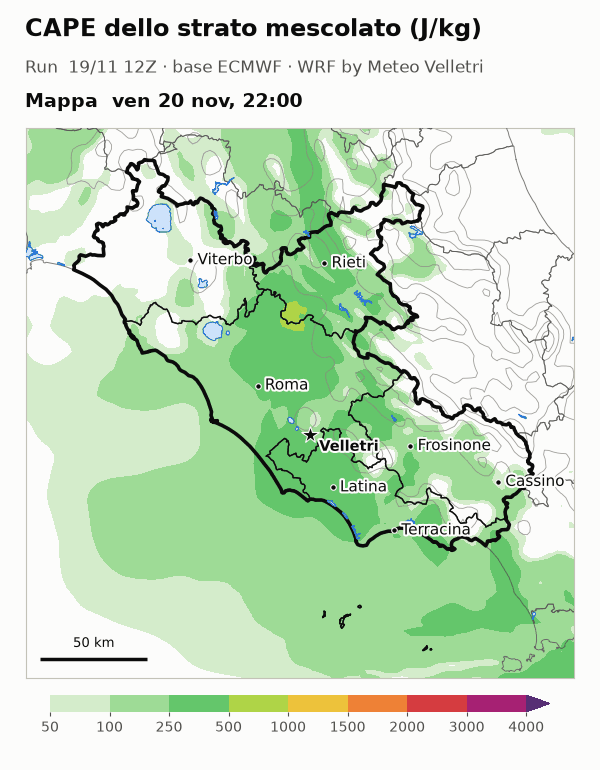 CAPE dello strato mescolato (J/kg)
Run  19/11 12Z · base ECMWF · WRF by Meteo Velletri
Mappa  ven 20 nov, 22:00
Viterbo
Rieti
Roma
Velletri
Frosinone
Cassino
Latina
Terracina
50 km
50 100 250 500 1000 1500 2000 3000 4000